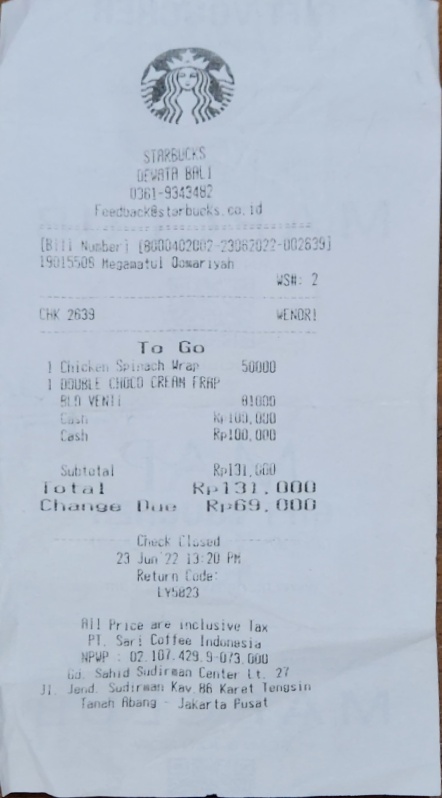 STARBUCKS
DEWATA BALI
0361-9343482
Feedback@starbucks.co.id
[Bill Number] [8000402002-23062022-002639]
19015508 Megamatul Qomariyah
WS#: 2
CHK 2639
WENDRI
To Go
1 Chicken Spinach Wrap 50000
1 DOUBLE CHOCO CREAM FRAP
BLD VENTI 81000
Cash Rp100,000
Cash Rp100,000
Subtotal Rp131,000
Total Rp131,000
Change Due Rp69,000
Check Closed
23 Jun'22 13:20 PM
Return Code:
LY5823
All Price are inclusive Tax
PT. Sari Coffee Indonesia
NPWP : 02.107.429.9-073.000
Gd. Sahid Sudirman Center Lt. 27
Jl. Jend. Sudirman Kav.86 Karet Tengsin
Tanah Abang - Jakarta Pusat